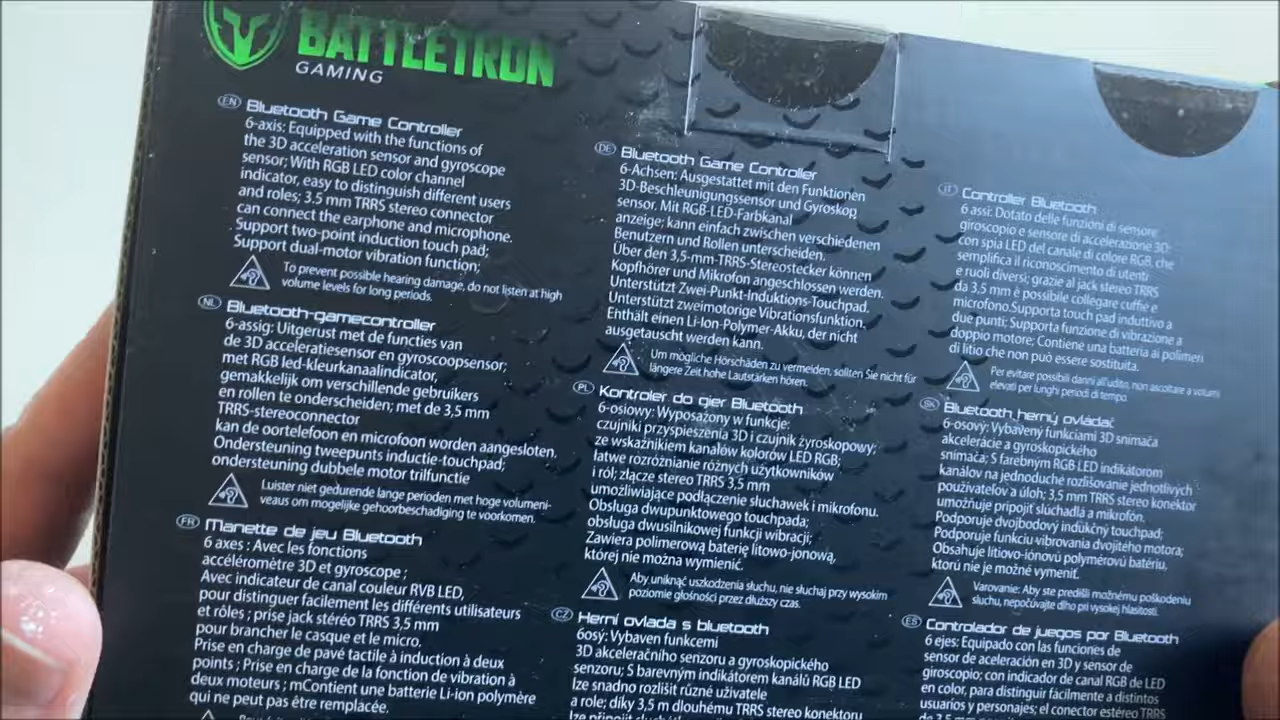 BATTLETRON
GAMING
EN Bluetooth Game Controller
6-axis: Equipped with the functions of
the 3D acceleration sensor and gyroscope
sensor; With RGB LED color channel
indicator, easy to distinguish different users
and roles; 3.5 mm TRRS stereo connector
can connect the earphone and microphone.
Support two-point induction touch pad;
Support dual-motor vibration function;
To prevent possible hearing damage, do not listen at high
volume levels for long periods.
NL Bluetooth-gamecontroller
6-assig: Uitgerust met de functies van
de 3D acceleratiesensor en gyroscoopsensor;
met RGB led-kleurkanaalindicator,
gemakkelijk om verschillende gebruikers
en rollen te onderscheiden; met de 3,5 mm
TRRS-stereoconnector
kan de oortelefoon en microfoon worden aangesloten.
Ondersteuning tweepunts inductie-touchpad;
ondersteuning dubbele motor trilfunctie
Luister niet gedurende lange perioden met hoge volumeni-
veaus om mogelijke gehoorbeschadiging te voorkomen.
FR Manette de jeu Bluetooth
6 axes : Avec les fonctions
accéléromètre 3D et gyroscope ;
Avec indicateur de canal couleur RVB LED,
pour distinguer facilement les différents utilisateurs
et rôles ; prise jack stéréo TRRS 3,5 mm
pour brancher le casque et le micro.
Prise en charge de pavé tactile à induction à deux
points ; Prise en charge de la fonction de vibration à
deux moteurs ; mContient une batterie Li-ion polymère
qui ne peut pas être remplacée.
DE Bluetooth Game Controller
6-Achsen: Ausgestattet mit den Funktionen
3D-Beschleunigungssensor und Gyroskop
sensor. Mit RGB-LED-Farbkanal
anzeige; kann einfach zwischen verschiedenen
Benutzern und Rollen unterscheiden.
Über den 3,5-mm-TRRS-Stereostecker können
Kopfhörer und Mikrofon angeschlossen werden.
Unterstützt Zwei-Punkt-Induktions-Touchpad,
Unterstützt zweimotorige Vibrationsfunktion.
Enthält einen Li-Ion-Polymer-Akku, der nicht
ausgetauscht werden kann.
Um mögliche Hörschäden zu vermeiden, sollten Sie nicht für
längere Zeit hohe Lautstärken hören.
PL Kontroler do gier Bluetooth
6-osiowy: Wyposażony w funkcje:
czujniki przyspieszenia 3D i czujnik żyroskopowy;
ze wskaźnikiem kanałów kolorów LED RGB;
łatwe rozróżnianie różnych użytkowników
i ról; złącze stereo TRRS 3,5 mm
umożliwiające podłączenie słuchawek i mikrofonu.
Obsługa dwupunktowego touchpada;
obsługa dwusilnikowej funkcji wibracji;
Zawiera polimerową baterię litowo-jonową,
której nie można wymienić.
Aby uniknąć uszkodzenia słuchu, nie słuchaj przy wysokim
poziomie głośności przez dłuższy czas.
CZ Herní ovlada s bluetooth
6osý: Vybaven funkcemi
3D akceleračního senzoru a gyroskopického
senzoru; S barevným indikátorem kanálů RGB LED
lze snadno rozlišit různé uživatele
a role; díky 3,5 m dlouhému TRRS stereo konektoru
lze připojit
IT Controller Bluetooth
6 assi: Dotato delle funzioni di sensore
giroscopio e sensore di accelerazione 3D-
con spia LED del canale di colore RGB, che
semplifica il riconoscimento di utenti
e ruoli diversi; grazie al jack stereo TRRS
da 3,5 mm è possibile collegare cuffie e
microfono.Supporta touch pad induttivo a
due punti; Supporta funzione di vibrazione a
doppio motore; Contiene una batteria ai polimeri
di litio che non può essere sostituita.
Per evitare possibili danni all'udito, non ascoltare a volumi
elevati per lunghi periodi di tempo.
SK Bluetooth herný ovládač
6-osový: Vybavený funkciami 3D snímača
akcelerácie a gyroskopického
snímača; S farebným RGB LED indikátorom
kanálov na jednoduché rozlišovanie jednotlivých
používateľov a úloh; 3,5 mm TRRS stereo konektor
umožňuje pripojiť slúchadlá a mikrofón.
Podporuje dvojbodový indukčný touchpad;
Podporuje funkciu vibrovania dvojitého motora;
Obsahuje lítiovo-iónovú polymérovú batériu,
ktorú nie je možné vymeniť.
Varovanie: Aby ste predišli možnému poškodeniu
sluchu, nepočúvajte dlho pri vysokej hlasitosti.
ES Controlador de juegos por Bluetooth
6 ejes: Equipado con las funciones de
sensor de aceleración en 3D y sensor de
giroscopio; con indicador de canal RGB de LED
en color, para distinguir fácilmente a distintos
usuarios y personajes; el conector estéreo TRRS
de 3,5 mm